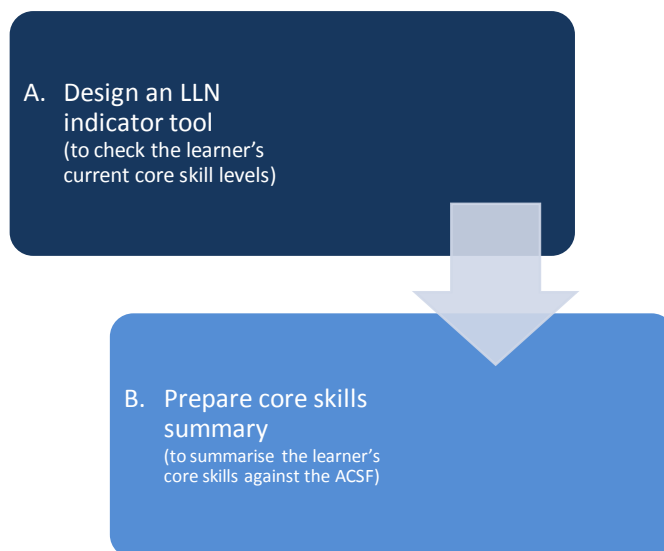 A. Design an LLN
indicator tool
(to check the learner’s
current core skill levels)
B. Prepare core skills
summary
(to summarise the learner’s
core skills against the ACSF)